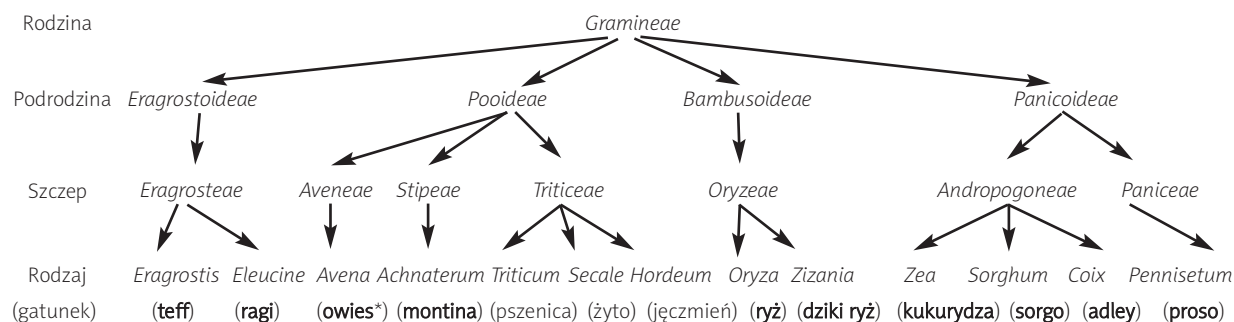 Rodzina Gramineae
Podrodzina Eragrostoideae Pooideae Bambusoideae Panicoideae
Szczep Eragrosteae Aveneae Stipeae Triticeae Oryzeae Andropogoneae Paniceae
Rodzaj Eragrostis Eleucine Avena Achnaterum Triticum Secale Hordeum Oryza Zizania Zea Sorghum Coix Pennisetum
(gatunek) (teff) (ragi) (owies*) (montina) (pszenica) (żyto) (jęczmień) (ryż) (dziki ryż) (kukurydza) (sorgo) (adley) (proso)